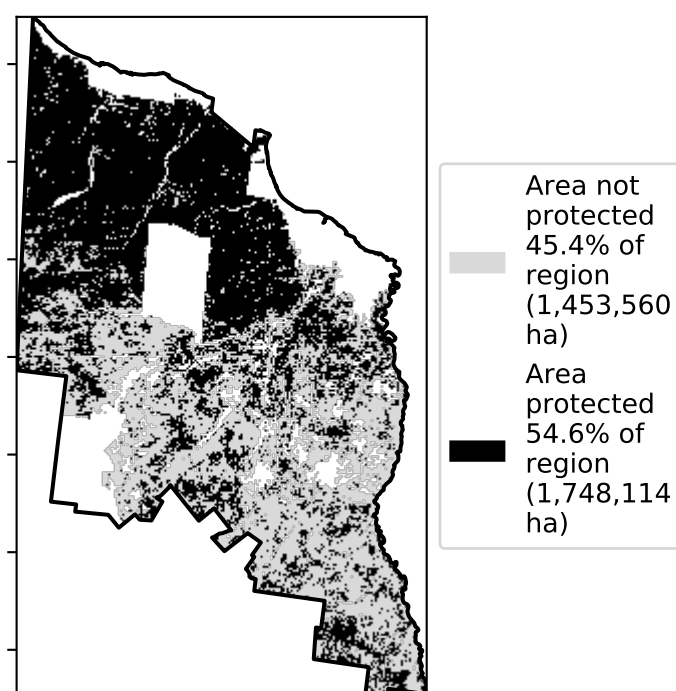 Area not
protected
45.4% of
region
(1,453,560
ha)
Area
protected
54.6% of
region
(1,748,114
ha)